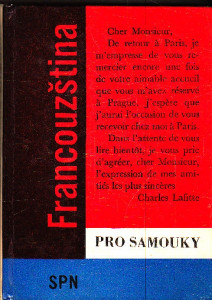 Francouzština
Cher Monsieur,
De retour à Paris, je
m'empresse de vous re-
mercier encore une fois
de votre aimable accueil
que vous m'avez réservé
à Prague. J'espère que
j'aurai l'occasion de vous
recevoir chez moi à Paris.
Dans l'attente de vous
lire bientôt, je vous prie
d'agréer, cher Monsieur,
l'expression de mes ami-
tiés les plus sincères
Charles Lafitte
PRO SAMOUKY
SPN